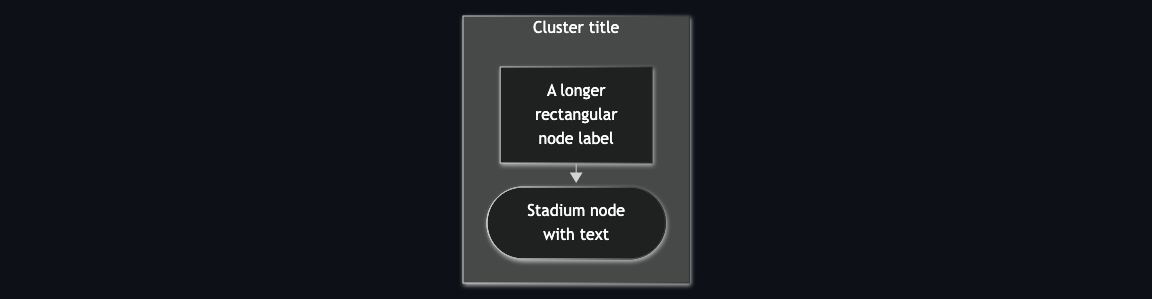 Cluster title
A longer
rectangular
node label
Stadium node
with text